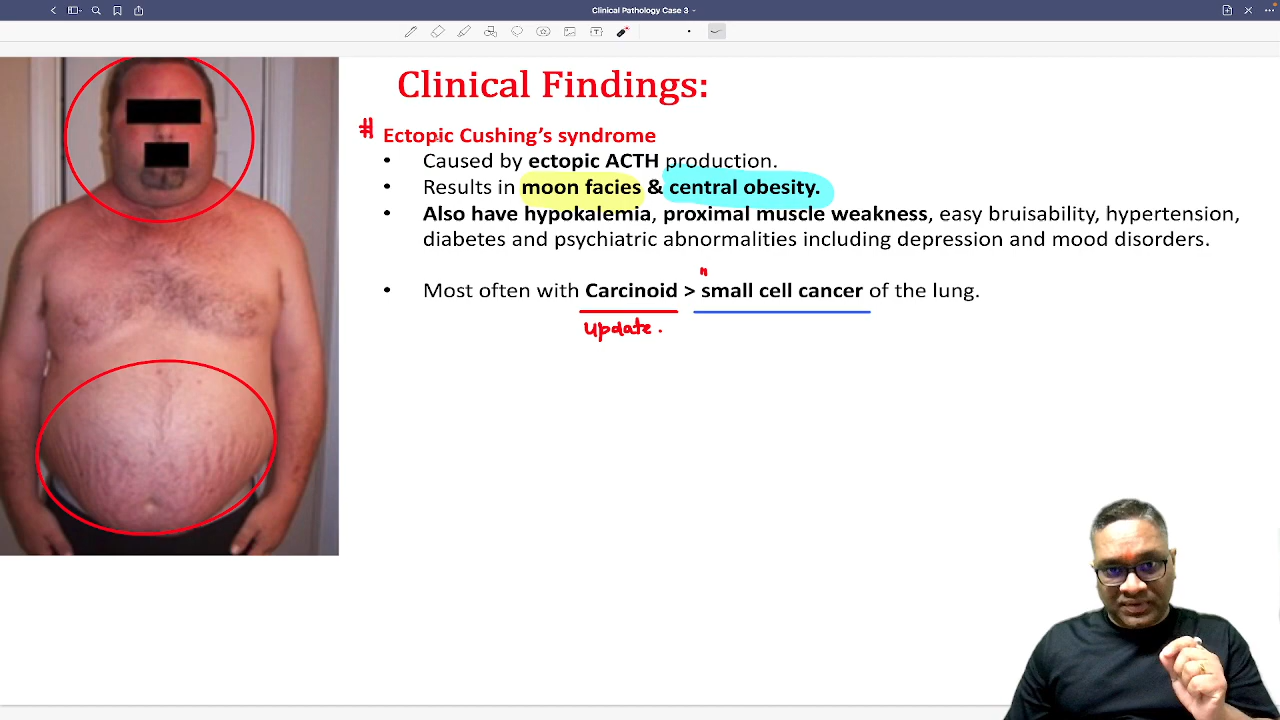 Clinical Pathology Case 3
Clinical Findings:
# Ectopic Cushing’s syndrome
• Caused by ectopic ACTH production.
• Results in moon facies & central obesity.
• Also have hypokalemia, proximal muscle weakness, easy bruisability, hypertension,
diabetes and psychiatric abnormalities including depression and mood disorders.
• Most often with Carcinoid > small cell cancer of the lung.
update.